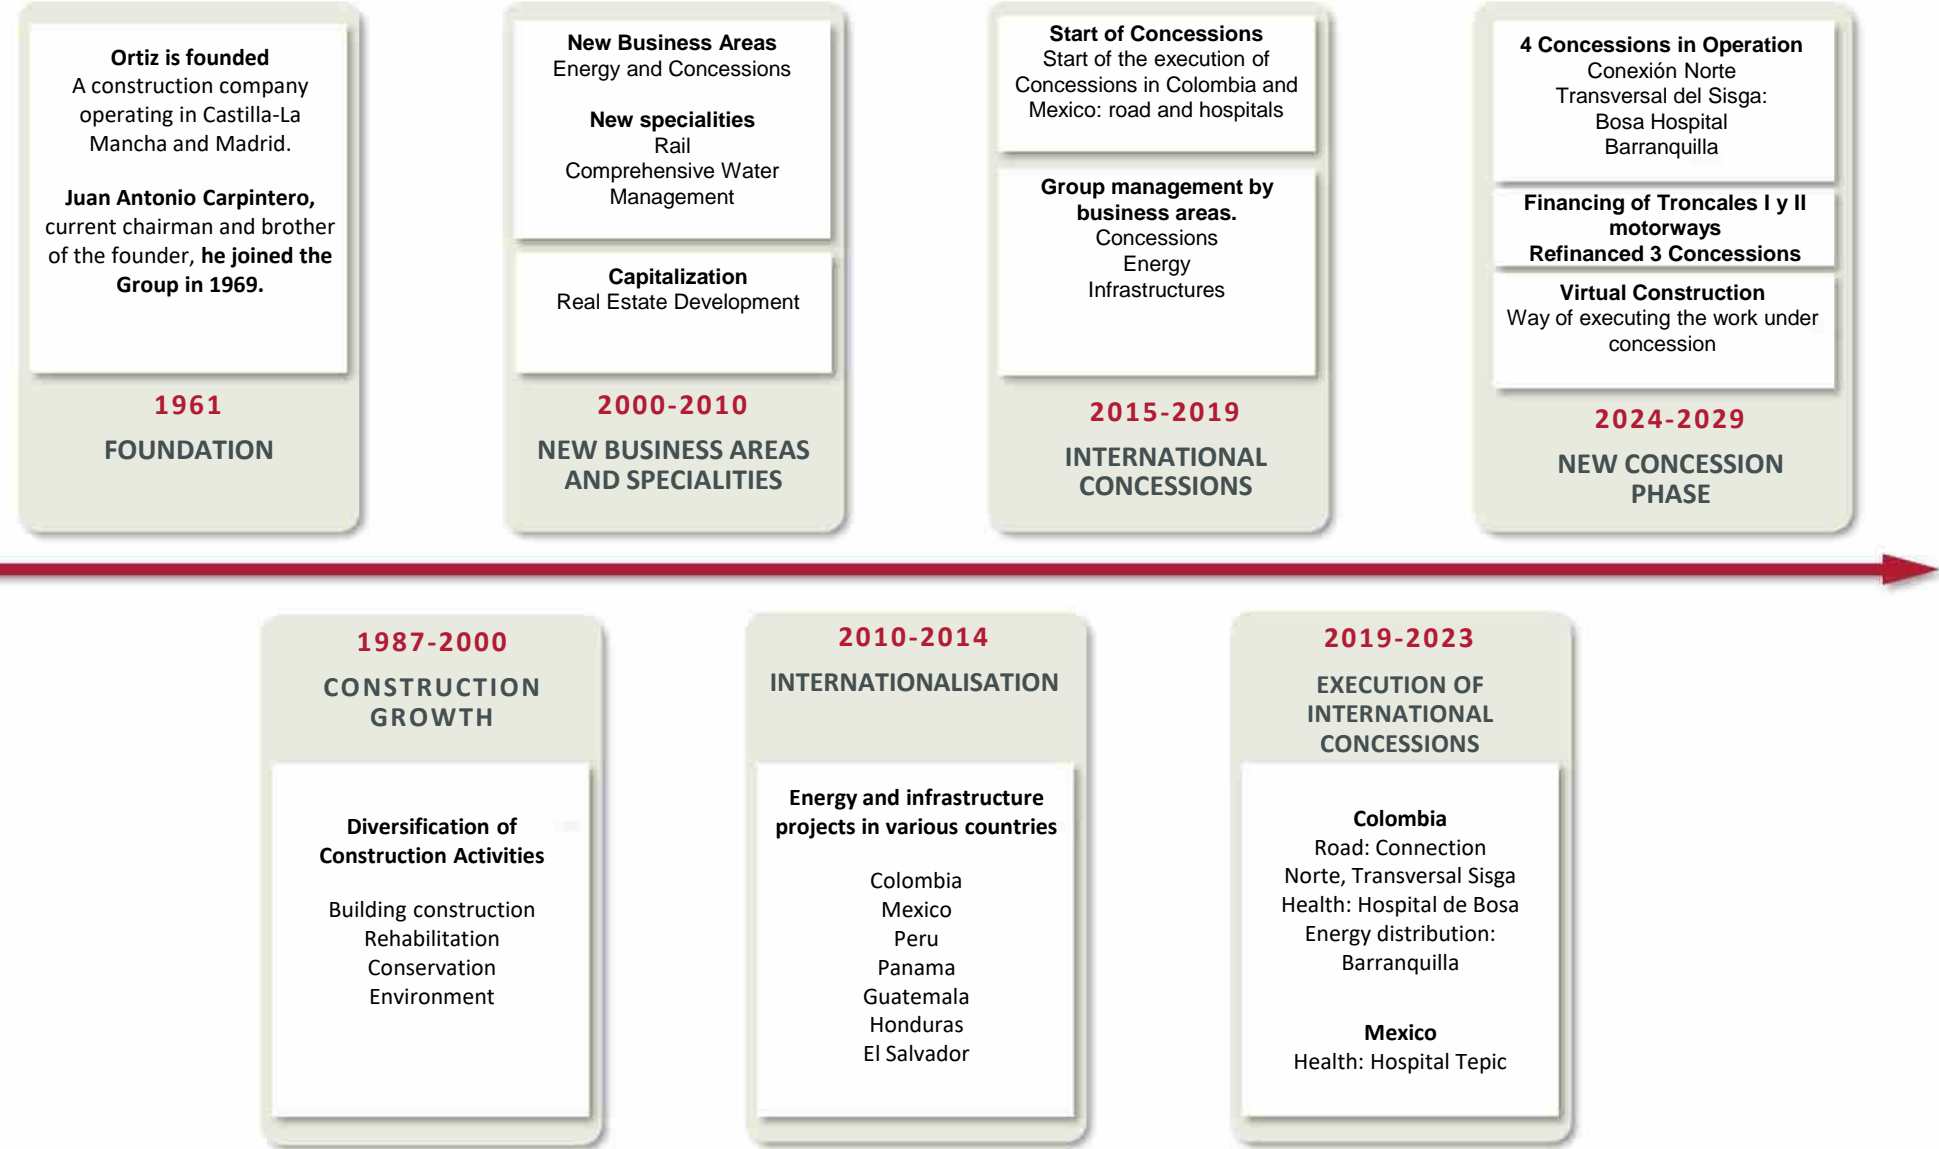 Ortiz is founded
A construction company
operating in Castilla-La
Mancha and Madrid.
Juan Antonio Carpintero,
current chairman and brother
of the founder, he joined the
Group in 1969.
1961
FOUNDATION
New Business Areas
Energy and Concessions
New specialities
Rail
Comprehensive Water
Management
Capitalization
Real Estate Development
2000-2010
NEW BUSINESS AREAS
AND SPECIALITIES
Start of Concessions
Start of the execution of
Concessions in Colombia and
Mexico: road and hospitals
Group management by
business areas.
Concessions
Energy
Infrastructures
2015-2019
INTERNATIONAL
CONCESSIONS
4 Concessions in Operation
Conexión Norte
Transversal del Sisga:
Bosa Hospital
Barranquilla
Financing of Troncales I y II
motorways
Refinanced 3 Concessions
Virtual Construction
Way of executing the work under
concession
2024-2029
NEW CONCESSION
PHASE
1987-2000
CONSTRUCTION
GROWTH
Diversification of
Construction Activities
Building construction
Rehabilitation
Conservation
Environment
2010-2014
INTERNATIONALISATION
Energy and infrastructure
projects in various countries
Colombia
Mexico
Peru
Panama
Guatemala
Honduras
El Salvador
2019-2023
EXECUTION OF
INTERNATIONAL
CONCESSIONS
Colombia
Road: Connection
Norte, Transversal Sisga
Health: Hospital de Bosa
Energy distribution:
Barranquilla
Mexico
Health: Hospital Tepic